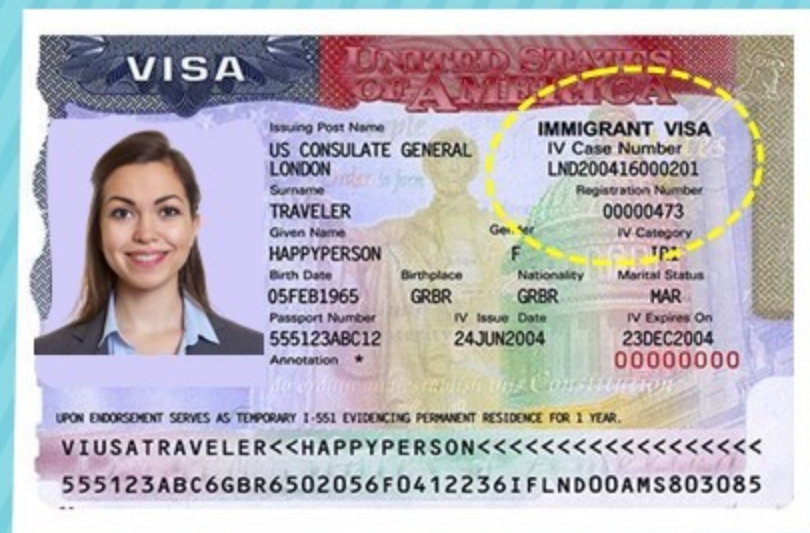 VISA
UNITED STATES
OF AMERICA
Issuing Post Name
US CONSULATE GENERAL
LONDON
IMMIGRANT VISA
IV Case Number
LND200416000201
Surname
Registration Number
TRAVELER
00000473
Given Name Gender IV Category
HAPPYPERSON F IR1
Birth Date Birthplace Nationality Marital Status
05FEB1965 GRBR GRBR MAR
Passport Number IV Issue Date IV Expires On
555123ABC12 24JUN2004 23DEC2004
Annotation *
00000000
Constitution
UPON ENDORSEMENT SERVES AS TEMPORARY I-551 EVIDENCING PERMANENT RESIDENCE FOR 1 YEAR.
VIUSATRAVELER<<HAPPYPERSON<<<<<<<<<<<<<<<<<<<
555123ABC6GBR6502056F0412236IFLND00AMS803085